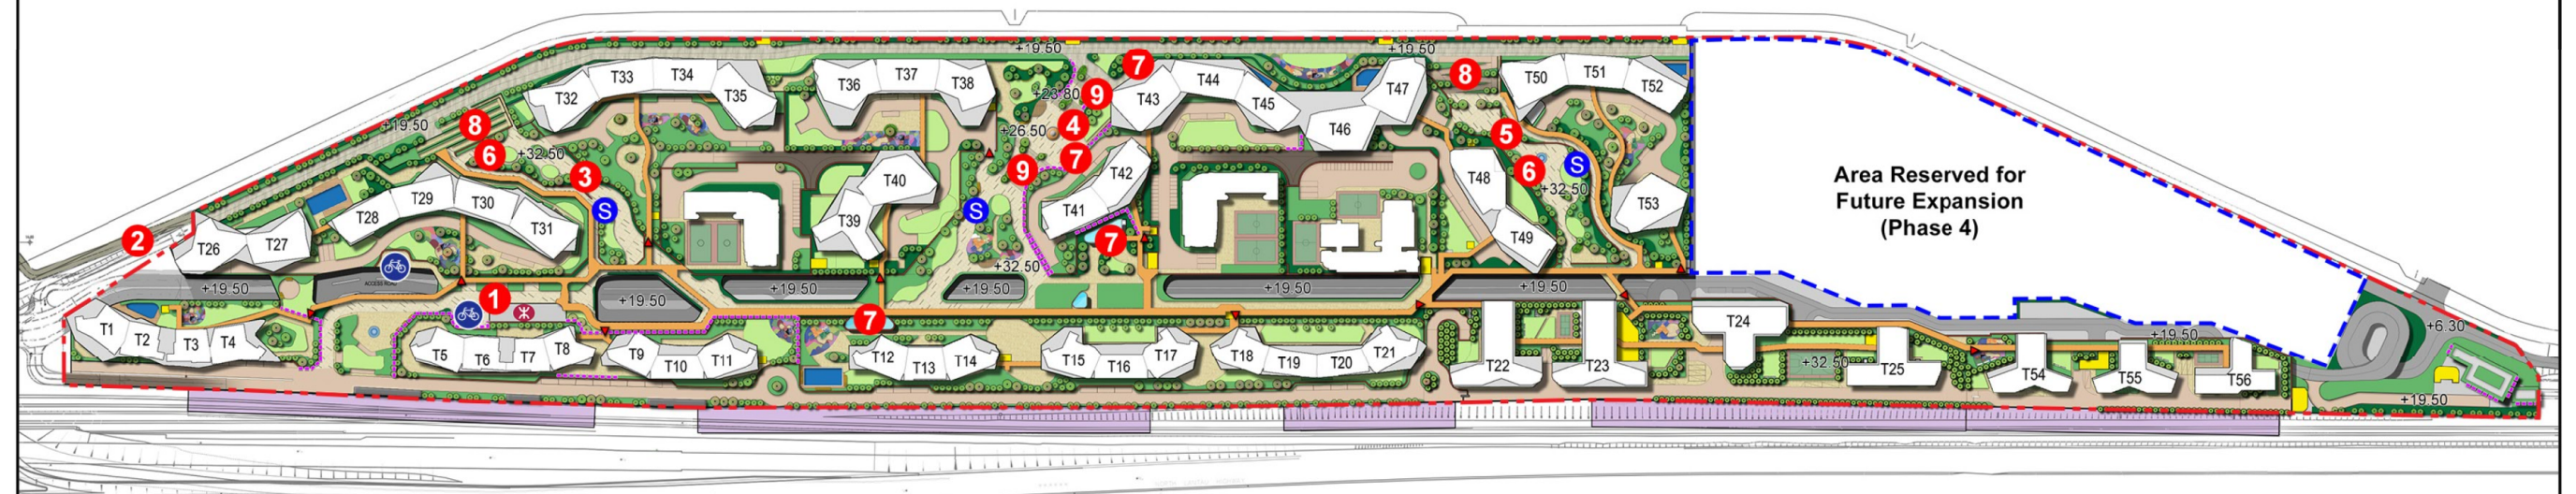 +19.50
+19.50
7
T33
T34
T37
T44
T51
8
T50
T36
T38
T47
T52
T32
T35
+23.80
9
T43
T45
+19.50
8
+26.50
4
T46
5
6
+32.50
7
S
Area Reserved for
Future Expansion
(Phase 4)
3
9
T42
T48
6
+32.50
T40
T29
T30
T28
S
S
T41
T53
T39
T31
T49
2
T26
T27
7
+32.50
ACCESS ROAD
+19.50
+19.50
+19.50
+19.50
+19.50
+19.50
1
7
T1
T2
T3
T4
T24
+6.30
+19.50
T5
T6
T7
T8
T9
T10
T11
T12
T13
T14
T15
T16
T17
T18
T19
T20
T21
T22
T23
+32.50
T25
T54
T55
T56
+19.50